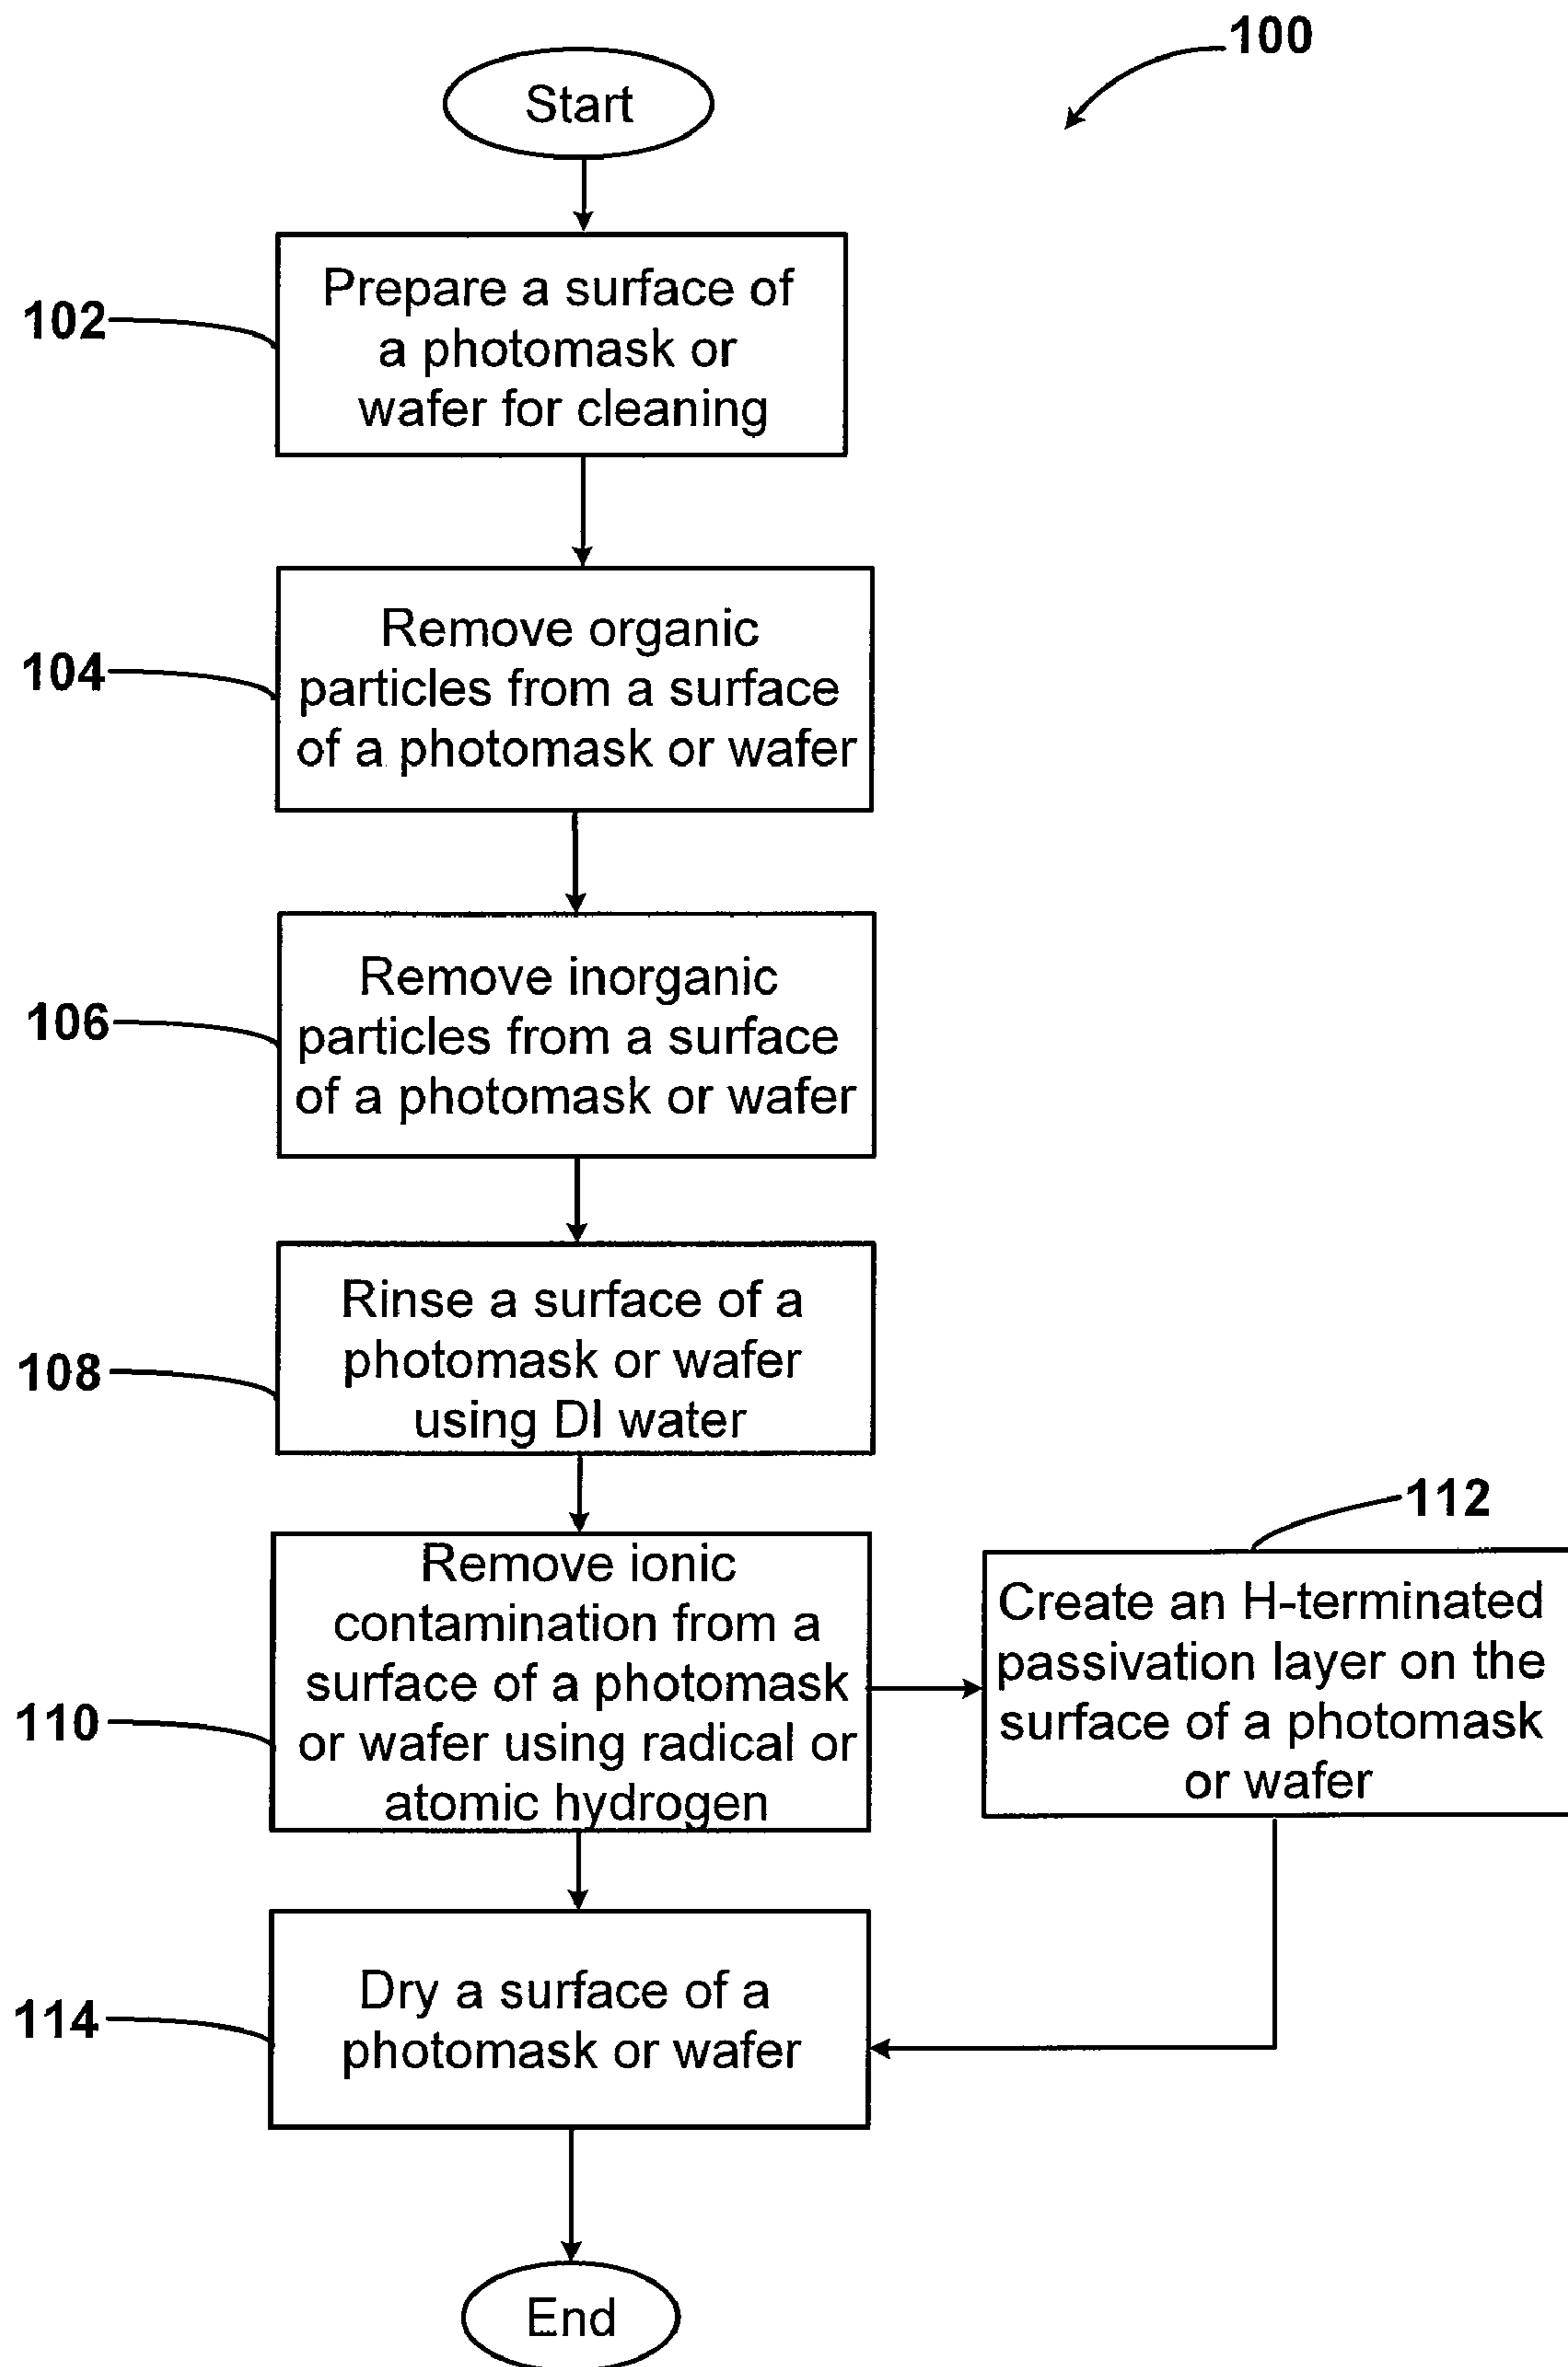 100
Start
102
Prepare a surface of
a photomask or
wafer for cleaning
104
Remove organic
particles from a surface
of a photomask or wafer
106
Remove inorganic
particles from a surface
of a photomask or wafer
108
Rinse a surface of a
photomask or wafer
using DI water
110
Remove ionic
contamination from a
surface of a photomask
or wafer using radical or
atomic hydrogen
112
Create an H-terminated
passivation layer on the
surface of a photomask
or wafer
114
Dry a surface of a
photomask or wafer
End